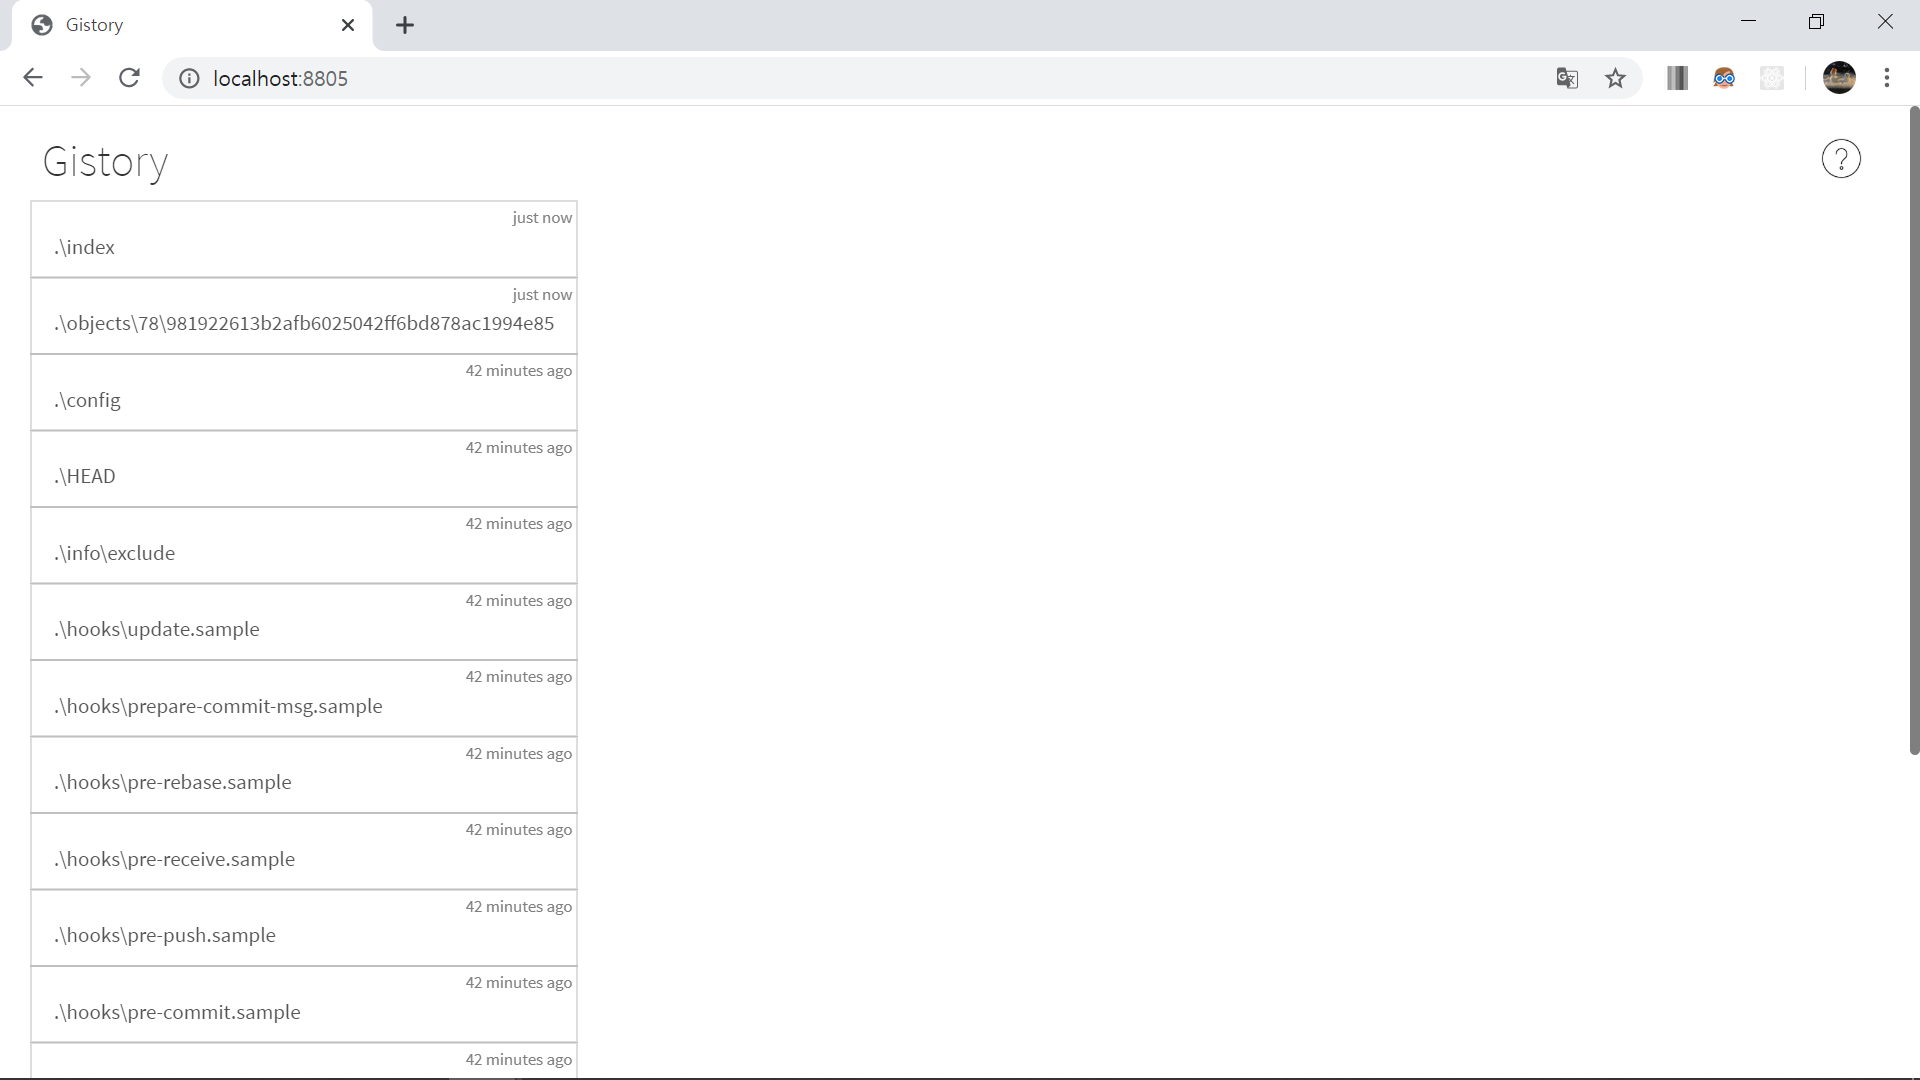 Gistory
localhost:8805
Gistory
?
just now
.\index
just now
.\objects\78\981922613b2afb6025042ff6bd878ac1994e85
42 minutes ago
.\config
42 minutes ago
.\HEAD
42 minutes ago
.\info\exclude
42 minutes ago
.\hooks\update.sample
42 minutes ago
.\hooks\prepare-commit-msg.sample
42 minutes ago
.\hooks\pre-rebase.sample
42 minutes ago
.\hooks\pre-receive.sample
42 minutes ago
.\hooks\pre-push.sample
42 minutes ago
.\hooks\pre-commit.sample
42 minutes ago